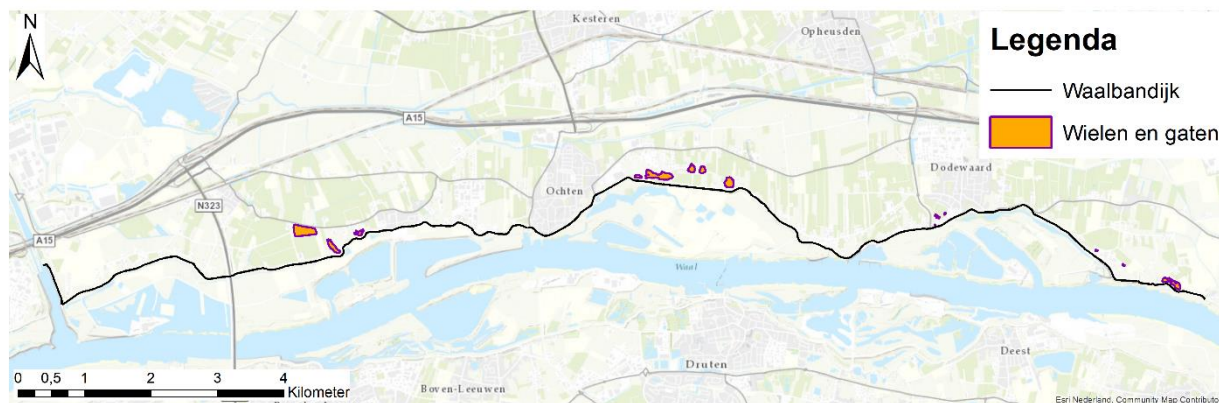 N
Kesteren
Opheusden
Legenda
Waalbandijk
Wielen en gaten
A15
Dodewaard
Ochten
N323
A15
Waal
Druten
Deest
Boven-Leeuwen
0 0,5 1 2 3 4
Kilometer
Esri Nederland, Community Map Contributo